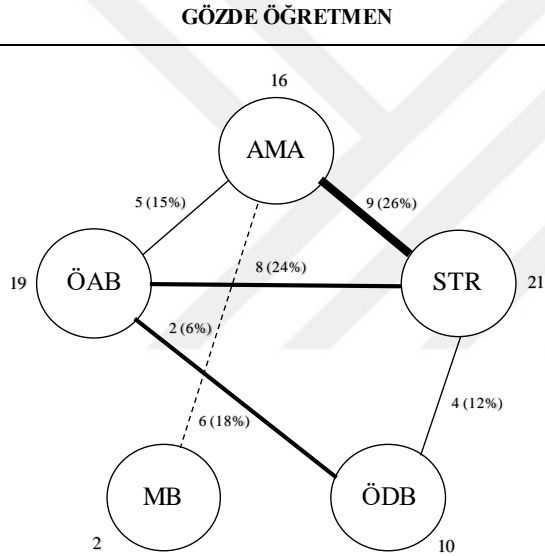 GÖZDE ÖĞRETMEN
16
AMA
5 (15%)
9 (26%)
19
ÖAB
8 (24%)
STR
21
2 (6%)
4 (12%)
6 (18%)
MB
ÖDB
2
10